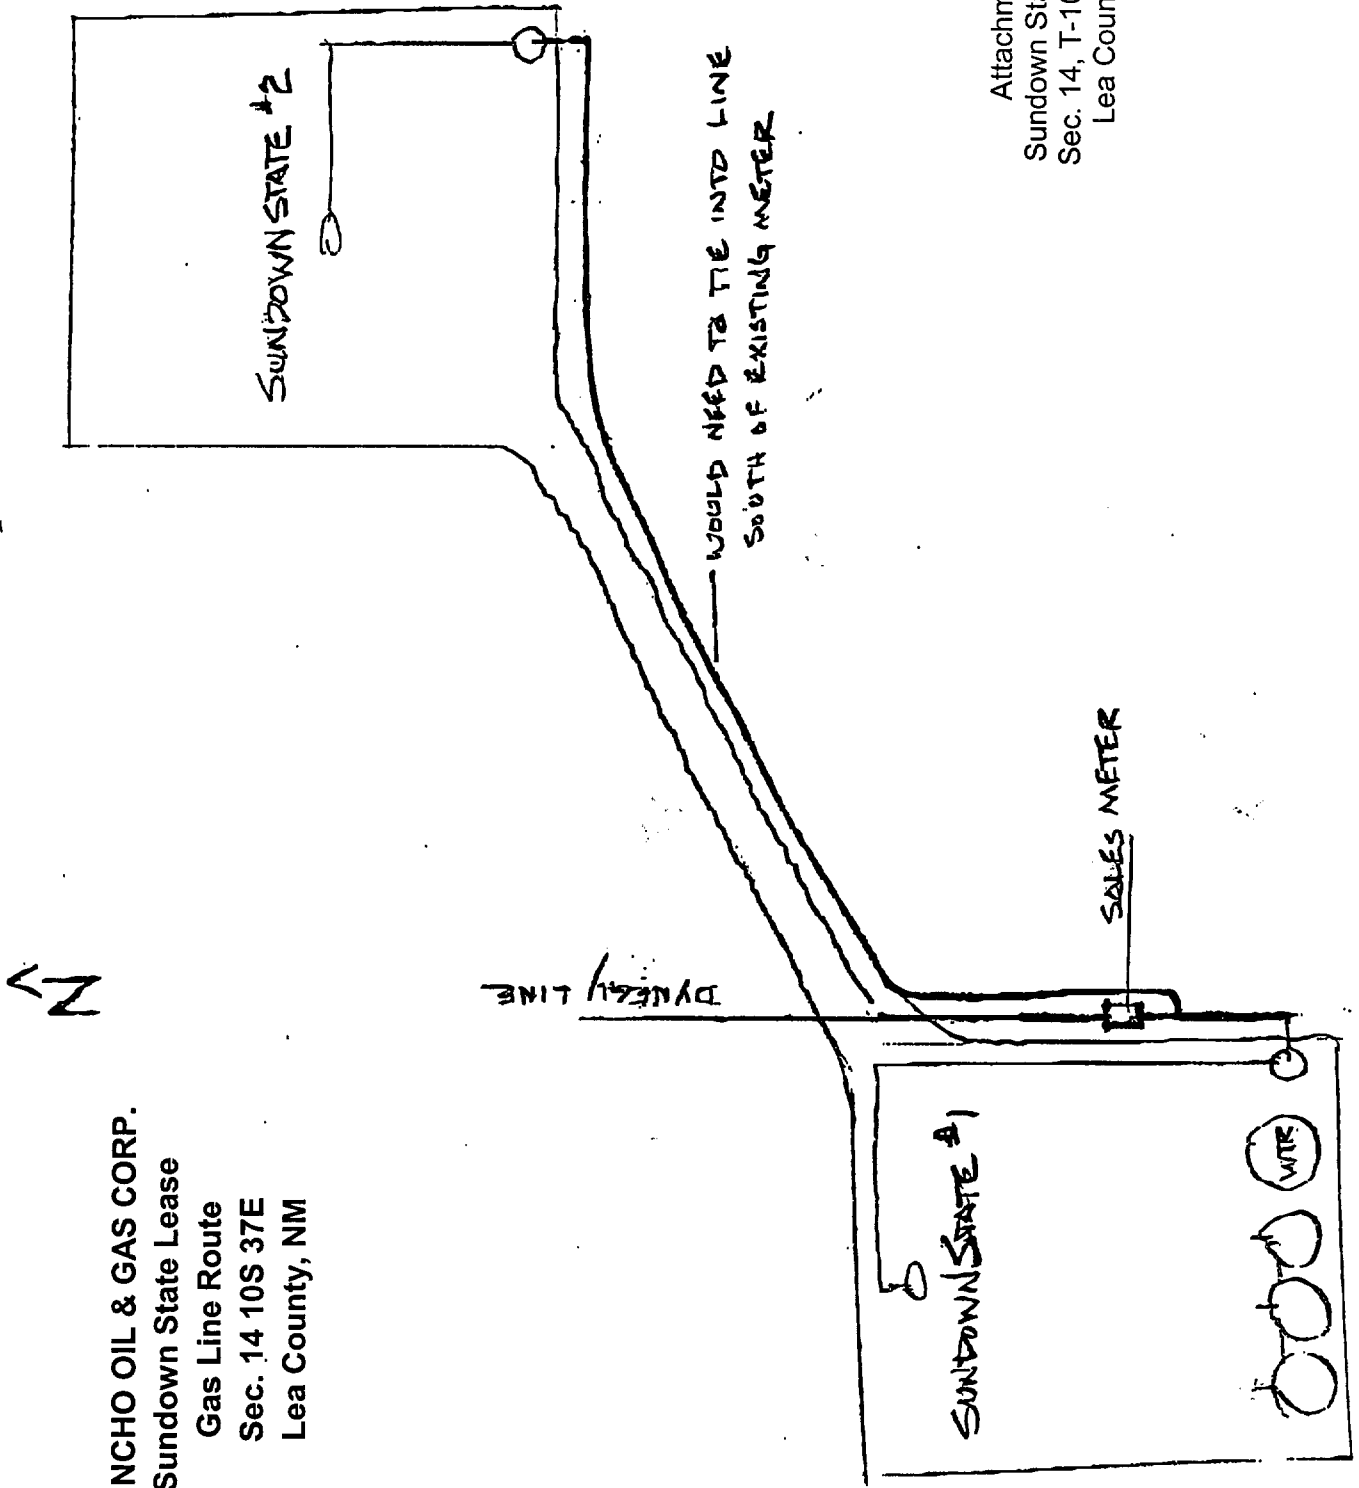 NCHO OIL & GAS CORP.
Sundown State Lease
Gas Line Route
Sec. 14 10S 37E
Lea County, NM
N
SUNDOWN STATE #2
WOULD NEED TO TIE INTO LINE
SOUTH OF EXISTING METER
DYNEGY LINE
SALES METER
SUNDOWN STATE #1
WTR
Attachm
Sundown Sta
Sec. 14, T-10
Lea Coun